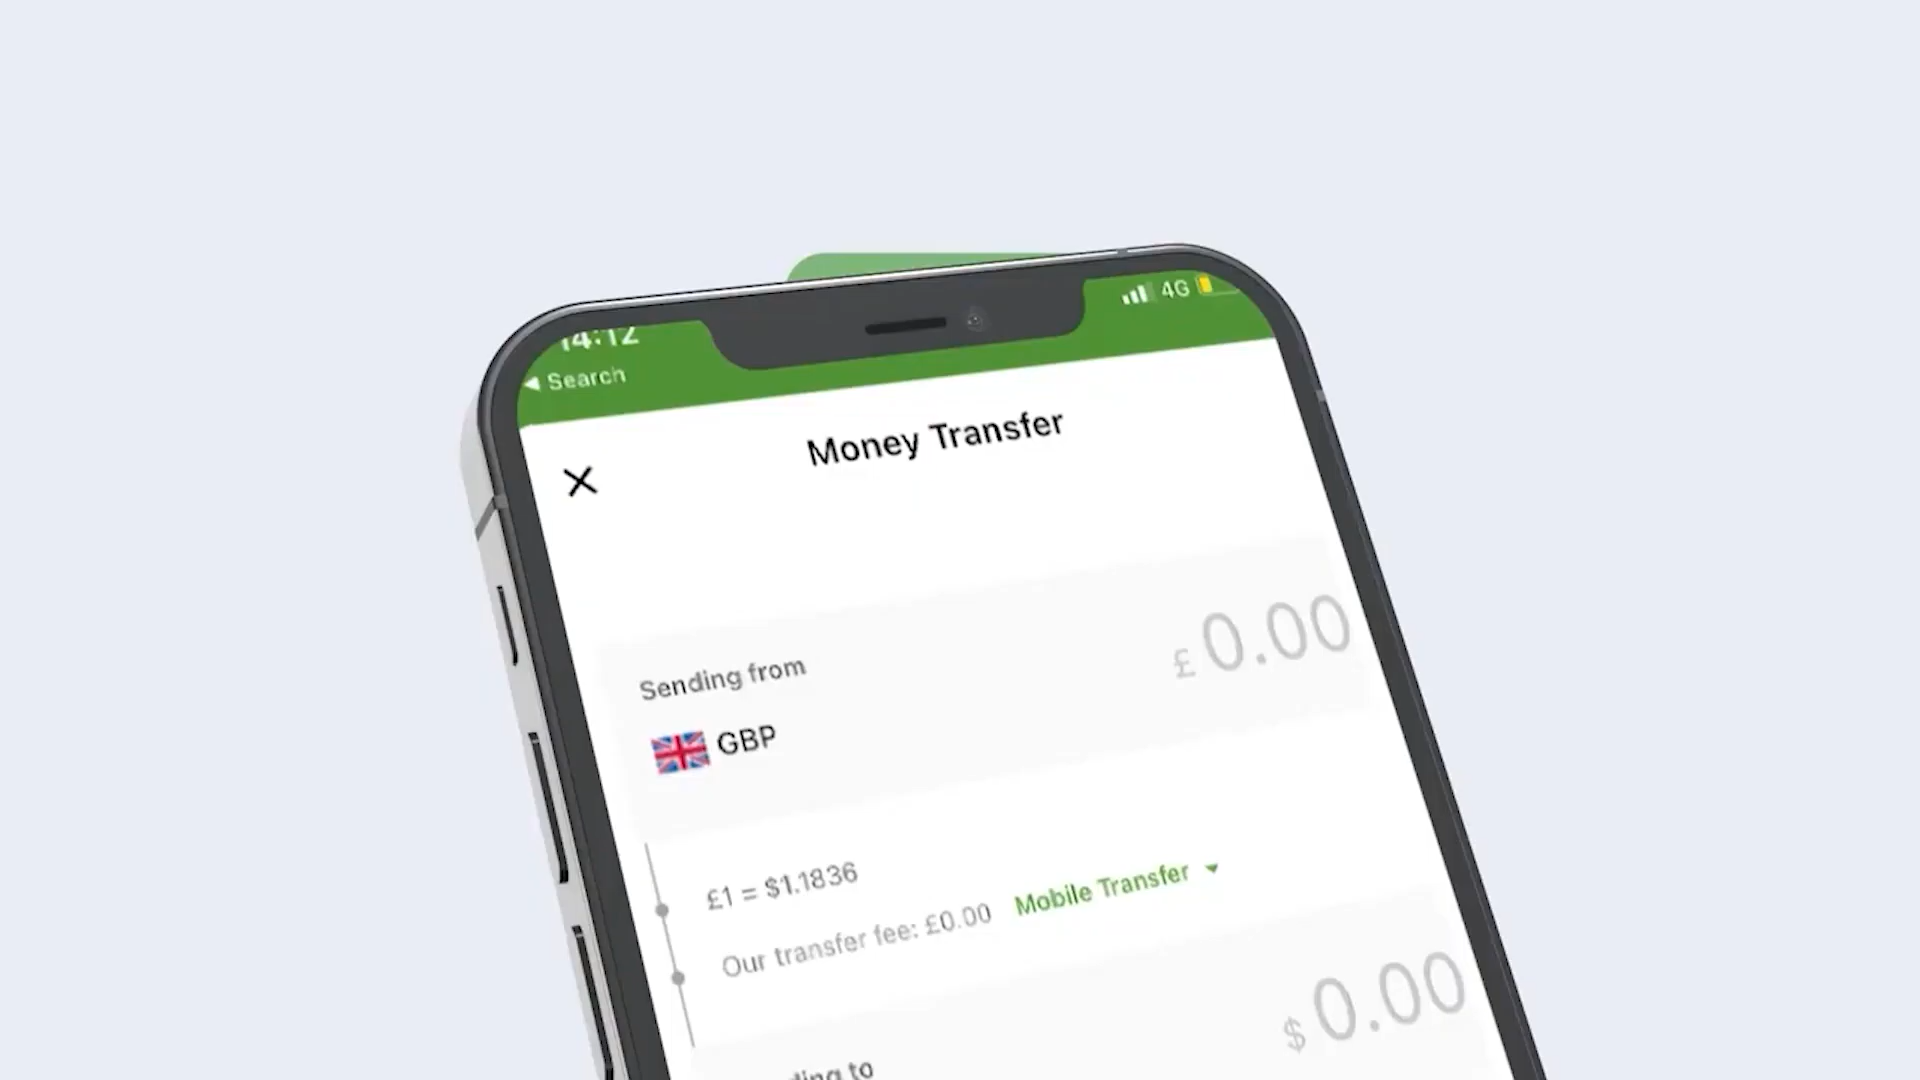 14:12
4G
◀ Search
Money Transfer
Sending from
£ 0.00
GBP
£1 = $1.1836
Our transfer fee: £0.00 Mobile Transfer
$ 0.00
to